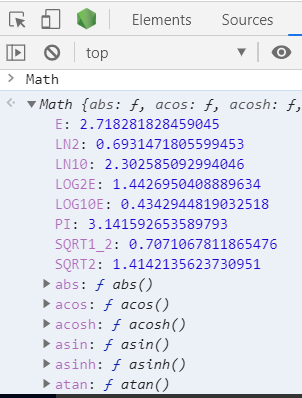 Elements Sources
top
> Math
Math {abs: ƒ, acos: ƒ, acosh: ƒ,
E: 2.718281828459045
LN2: 0.6931471805599453
LN10: 2.302585092994046
LOG2E: 1.4426950408889634
LOG10E: 0.4342944819032518
PI: 3.141592653589793
SQRT1_2: 0.7071067811865476
SQRT2: 1.4142135623730951
abs: ƒ abs()
acos: ƒ acos()
acosh: ƒ acosh()
asin: ƒ asin()
asinh: ƒ asinh()
atan: ƒ atan()